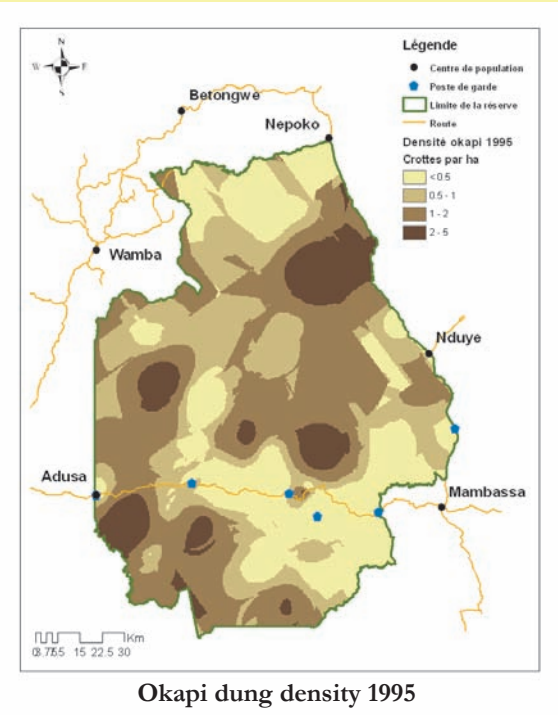 N
W E
S
Betongwe
Nepoko
Wamba
Nduye
Adusa
Mambassa
Légende
Centre de population
Poste de garde
Limite de la réserve
Route
Densité okapi 1995
Crottes par ha
<0.5
0.5 - 1
1 - 2
2 - 5
Km
15 22.5 30
Okapi dung density 1995